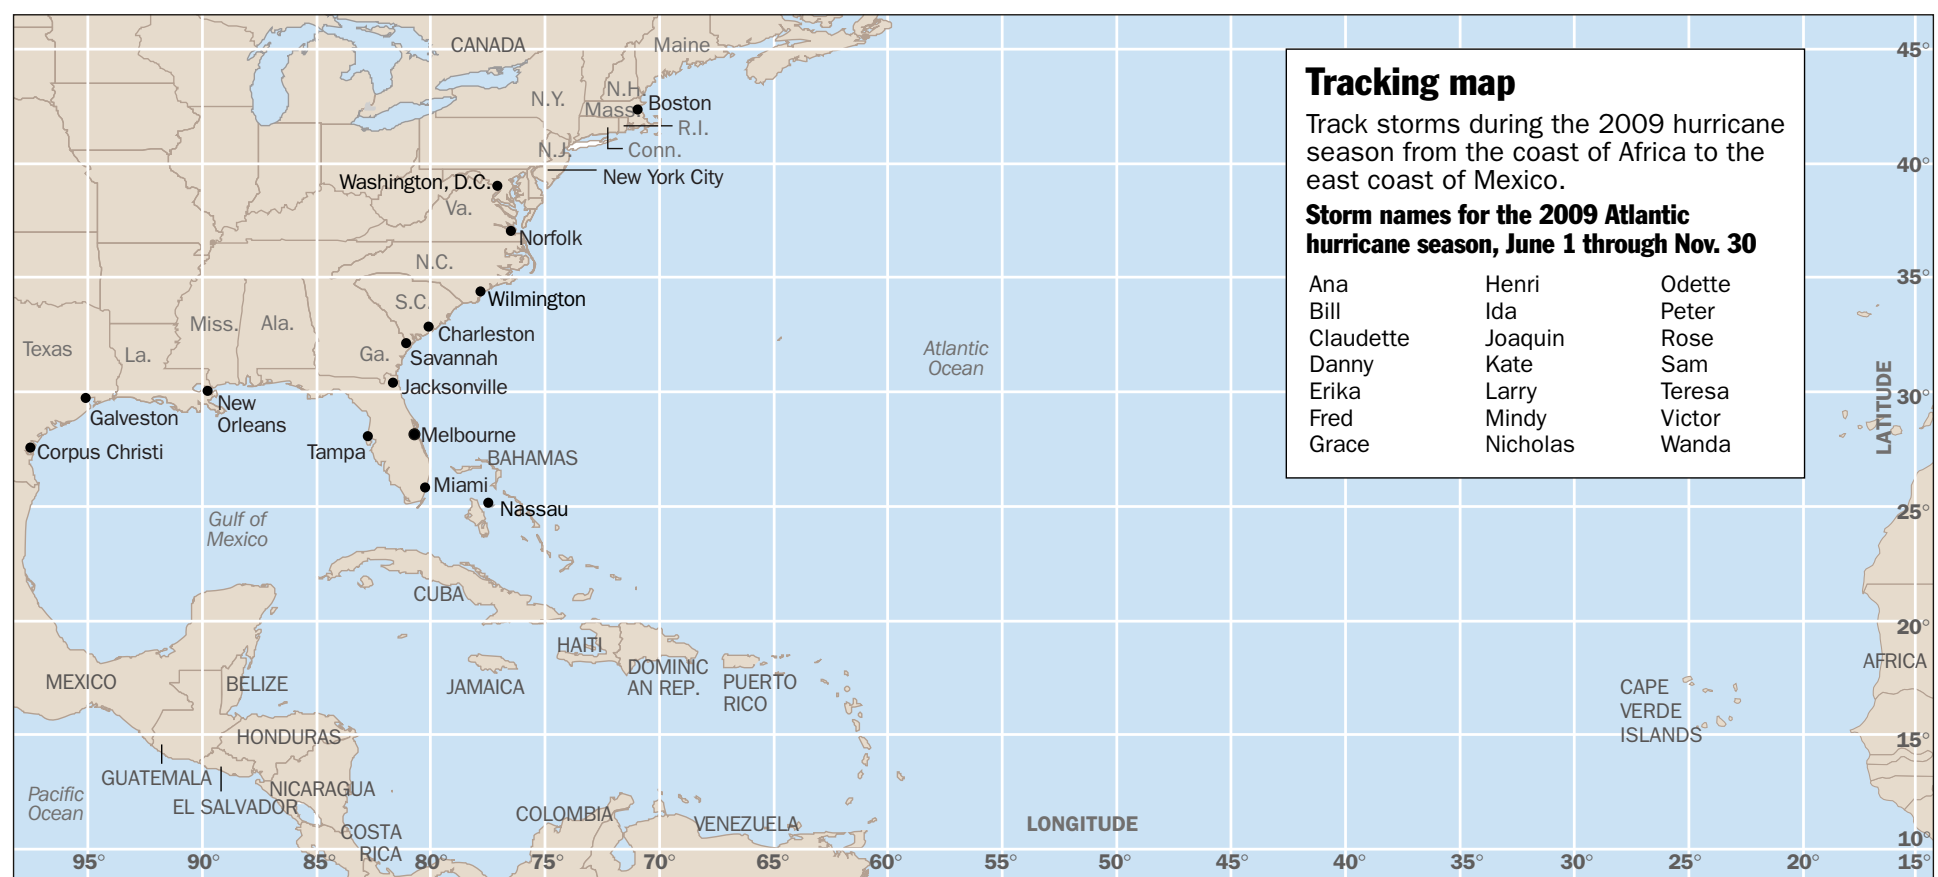 CANADA
Maine
N.H.
N.Y.
Mass.
Boston
R.I.
N.J.
Conn.
New York City
Washington, D.C.
Va.
Norfolk
N.C.
Wilmington
S.C.
Charleston
Miss.
Ala.
Texas
La.
Ga.
Savannah
Jacksonville
Galveston
New
Orleans
Corpus Christi
Tampa
Melbourne
BAHAMAS
Miami
Nassau
Gulf of
Mexico
Atlantic
Ocean
CUBA
HAITI
DOMINIC
AN REP.
PUERTO
RICO
JAMAICA
MEXICO
BELIZE
HONDURAS
GUATEMALA
NICARAGUA
EL SALVADOR
Pacific
Ocean
COSTA
RICA
COLOMBIA
VENEZUELA
LONGITUDE
CAPE
VERDE
ISLANDS
AFRICA
Tracking map
Track storms during the 2009 hurricane
season from the coast of Africa to the
east coast of Mexico.
Storm names for the 2009 Atlantic
hurricane season, June 1 through Nov. 30
Ana
Bill
Claudette
Danny
Erika
Fred
Grace
Henri
Ida
Joaquin
Kate
Larry
Mindy
Nicholas
Odette
Peter
Rose
Sam
Teresa
Victor
Wanda
45°
40°
35°
LATITUDE
30°
25°
20°
15°
10°
95° 90° 85° 80° 75° 70° 65° 60° 55° 50° 45° 40° 35° 30° 25° 20° 15°